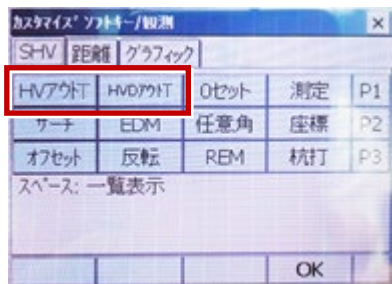 カスタマイズ ソフトキー/観測
SHV 距離 グラフィック
HVアウトT HVDアウトT 0セット 測定 P1
サーチ EDM 任意角 座標 P2
オフセット 反転 REM 杭打 P3
スペース: 一覧表示
OK